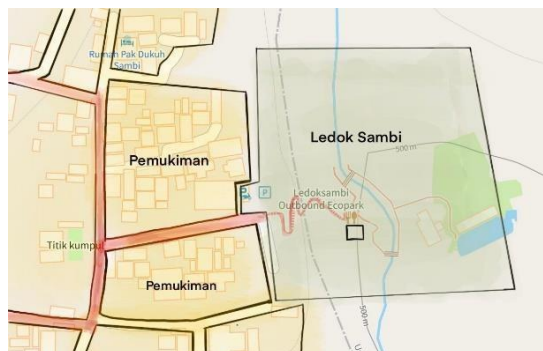 Rumah Pak Dukuh
Sambi
Pemukiman
Ledok Sambi
500 m
P
Ledoksambi
Outbound Ecopark
Titik kumpul
Pemukiman
500 m
U